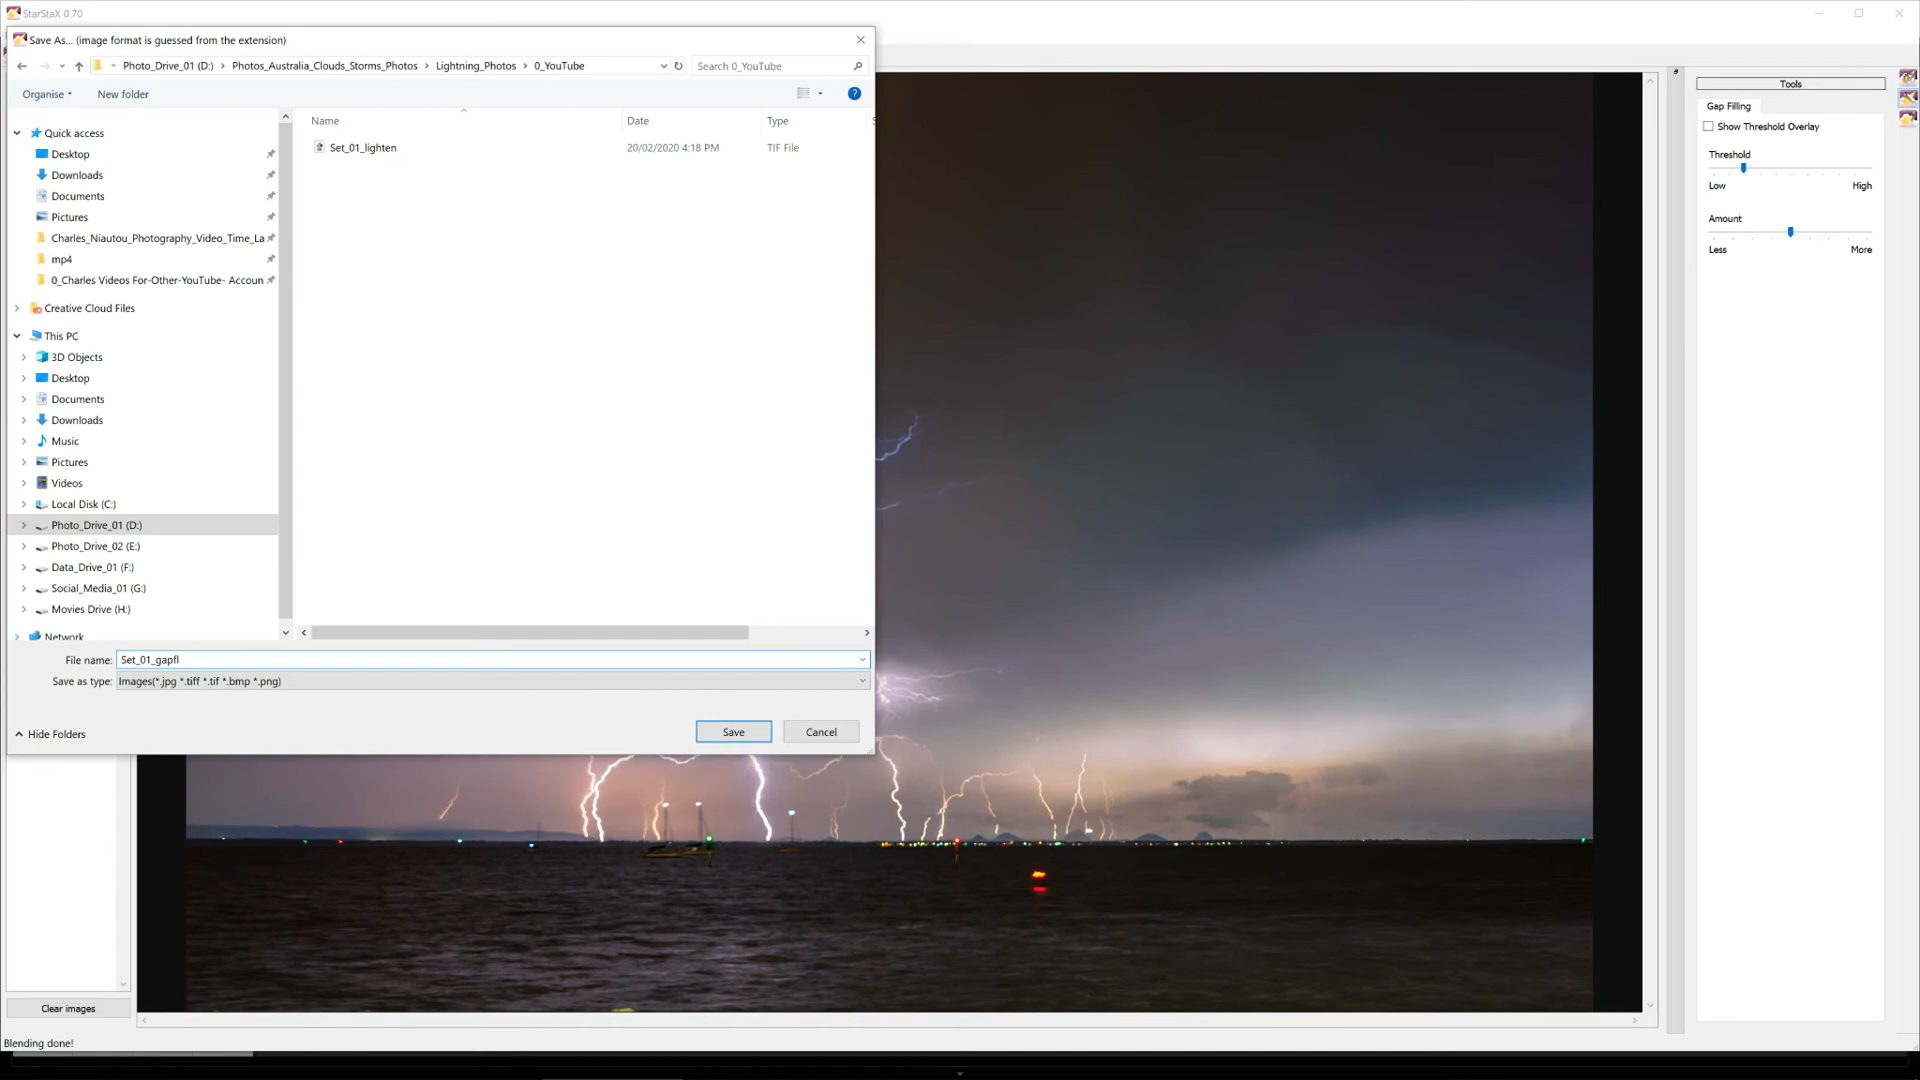 StarStaX 0.70
Save As... (image format is guessed from the extension)
Photo_Drive_01 (D:) Photos_Australia_Clouds_Storms_Photos Lightning_Photos 0_YouTube
Search 0_YouTube
Organise
New folder
Name
Date
Type
Set_01_lighten
20/02/2020 4:18 PM
TIF File
Quick access
Desktop
Downloads
Documents
Pictures
Charles_Niautou_Photography_Video_Time_La
mp4
0_Charles Videos For-Other-YouTube- Accoun
Creative Cloud Files
This PC
3D Objects
Desktop
Documents
Downloads
Music
Pictures
Videos
Local Disk (C:)
Photo_Drive_01 (D:)
Photo_Drive_02 (E:)
Data_Drive_01 (F:)
Social_Media_01 (G:)
Movies Drive (H:)
Network
File name: Set_01_gapfl
Save as type: Images(*.jpg *.tiff *.tif *.bmp *.png)
Hide Folders
Save
Cancel
Tools
Gap Filling
Show Threshold Overlay
Threshold
Low High
Amount
Less More
Clear images
Blending done!